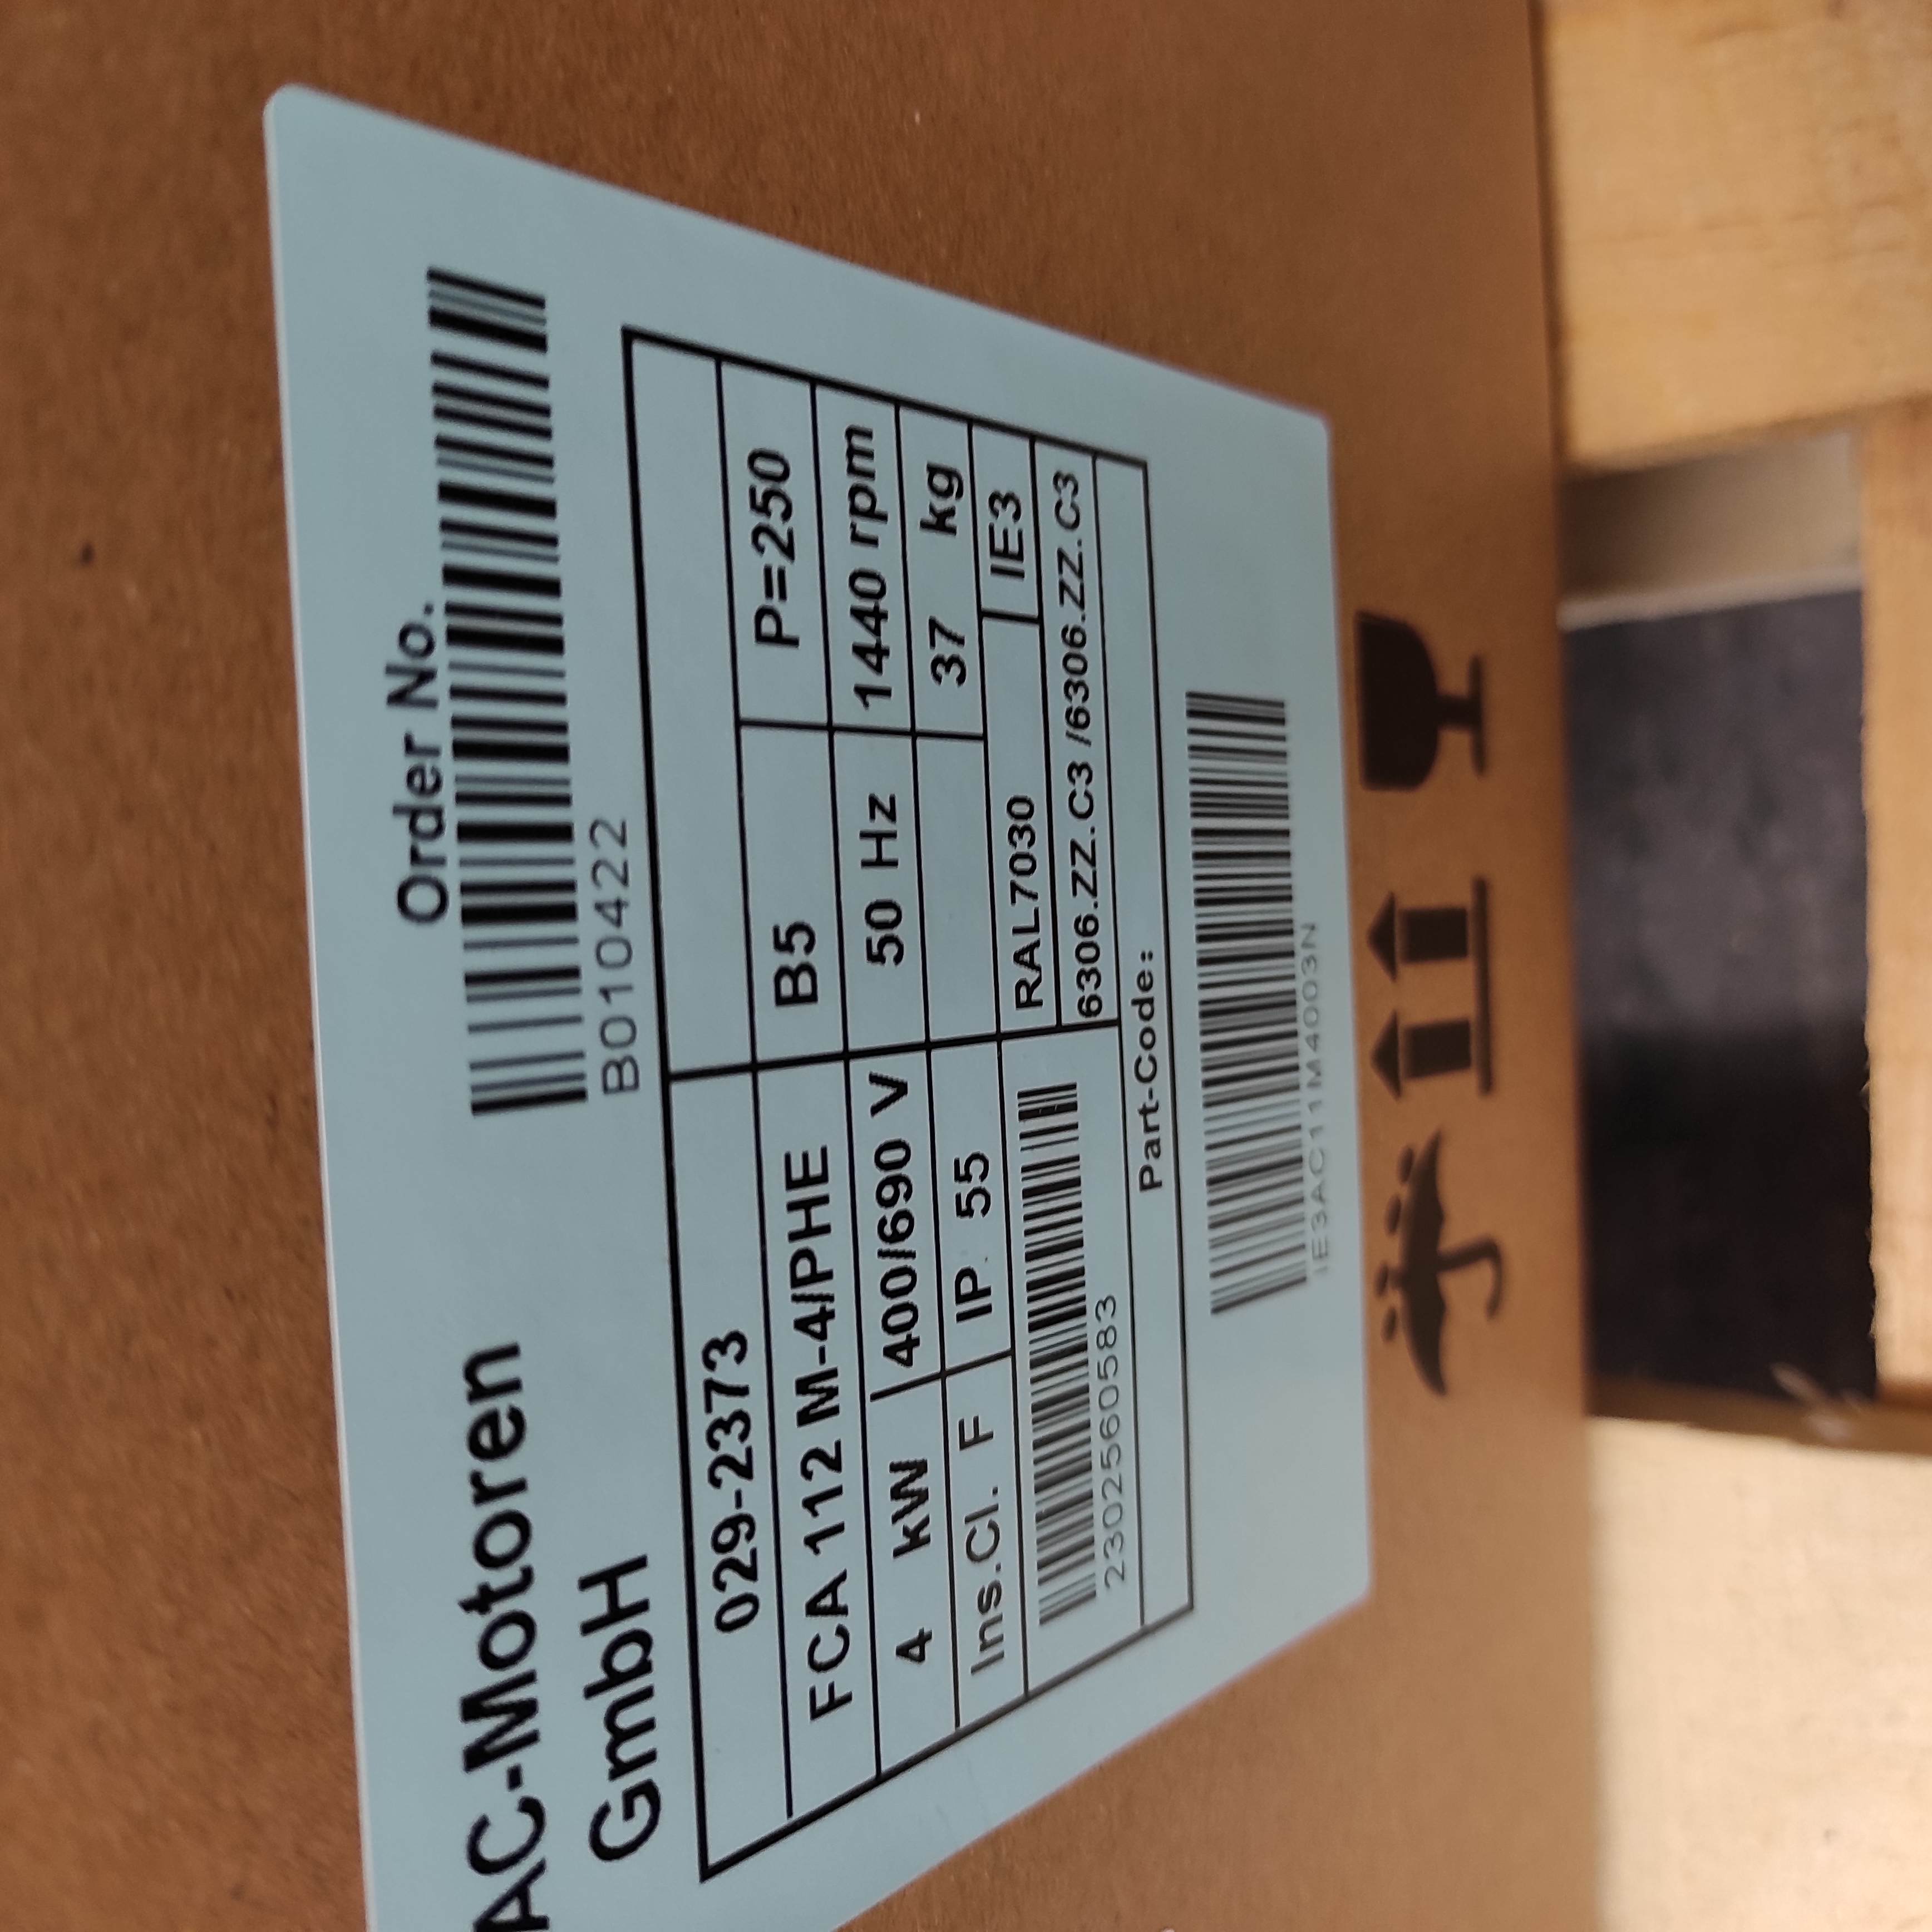 AC-Motoren
GmbH
Order No.
B010422
029-2373
FCA 112 M-4/PHE B5 P=250
4 kW 400/690 V 50 Hz 1440 rpm
Ins.Cl. F IP 55 37 kg
RAL7030 IE3
2302560583 6306.ZZ.C3 /6306.ZZ.C3
Part-Code:
IE3AC11M4003N